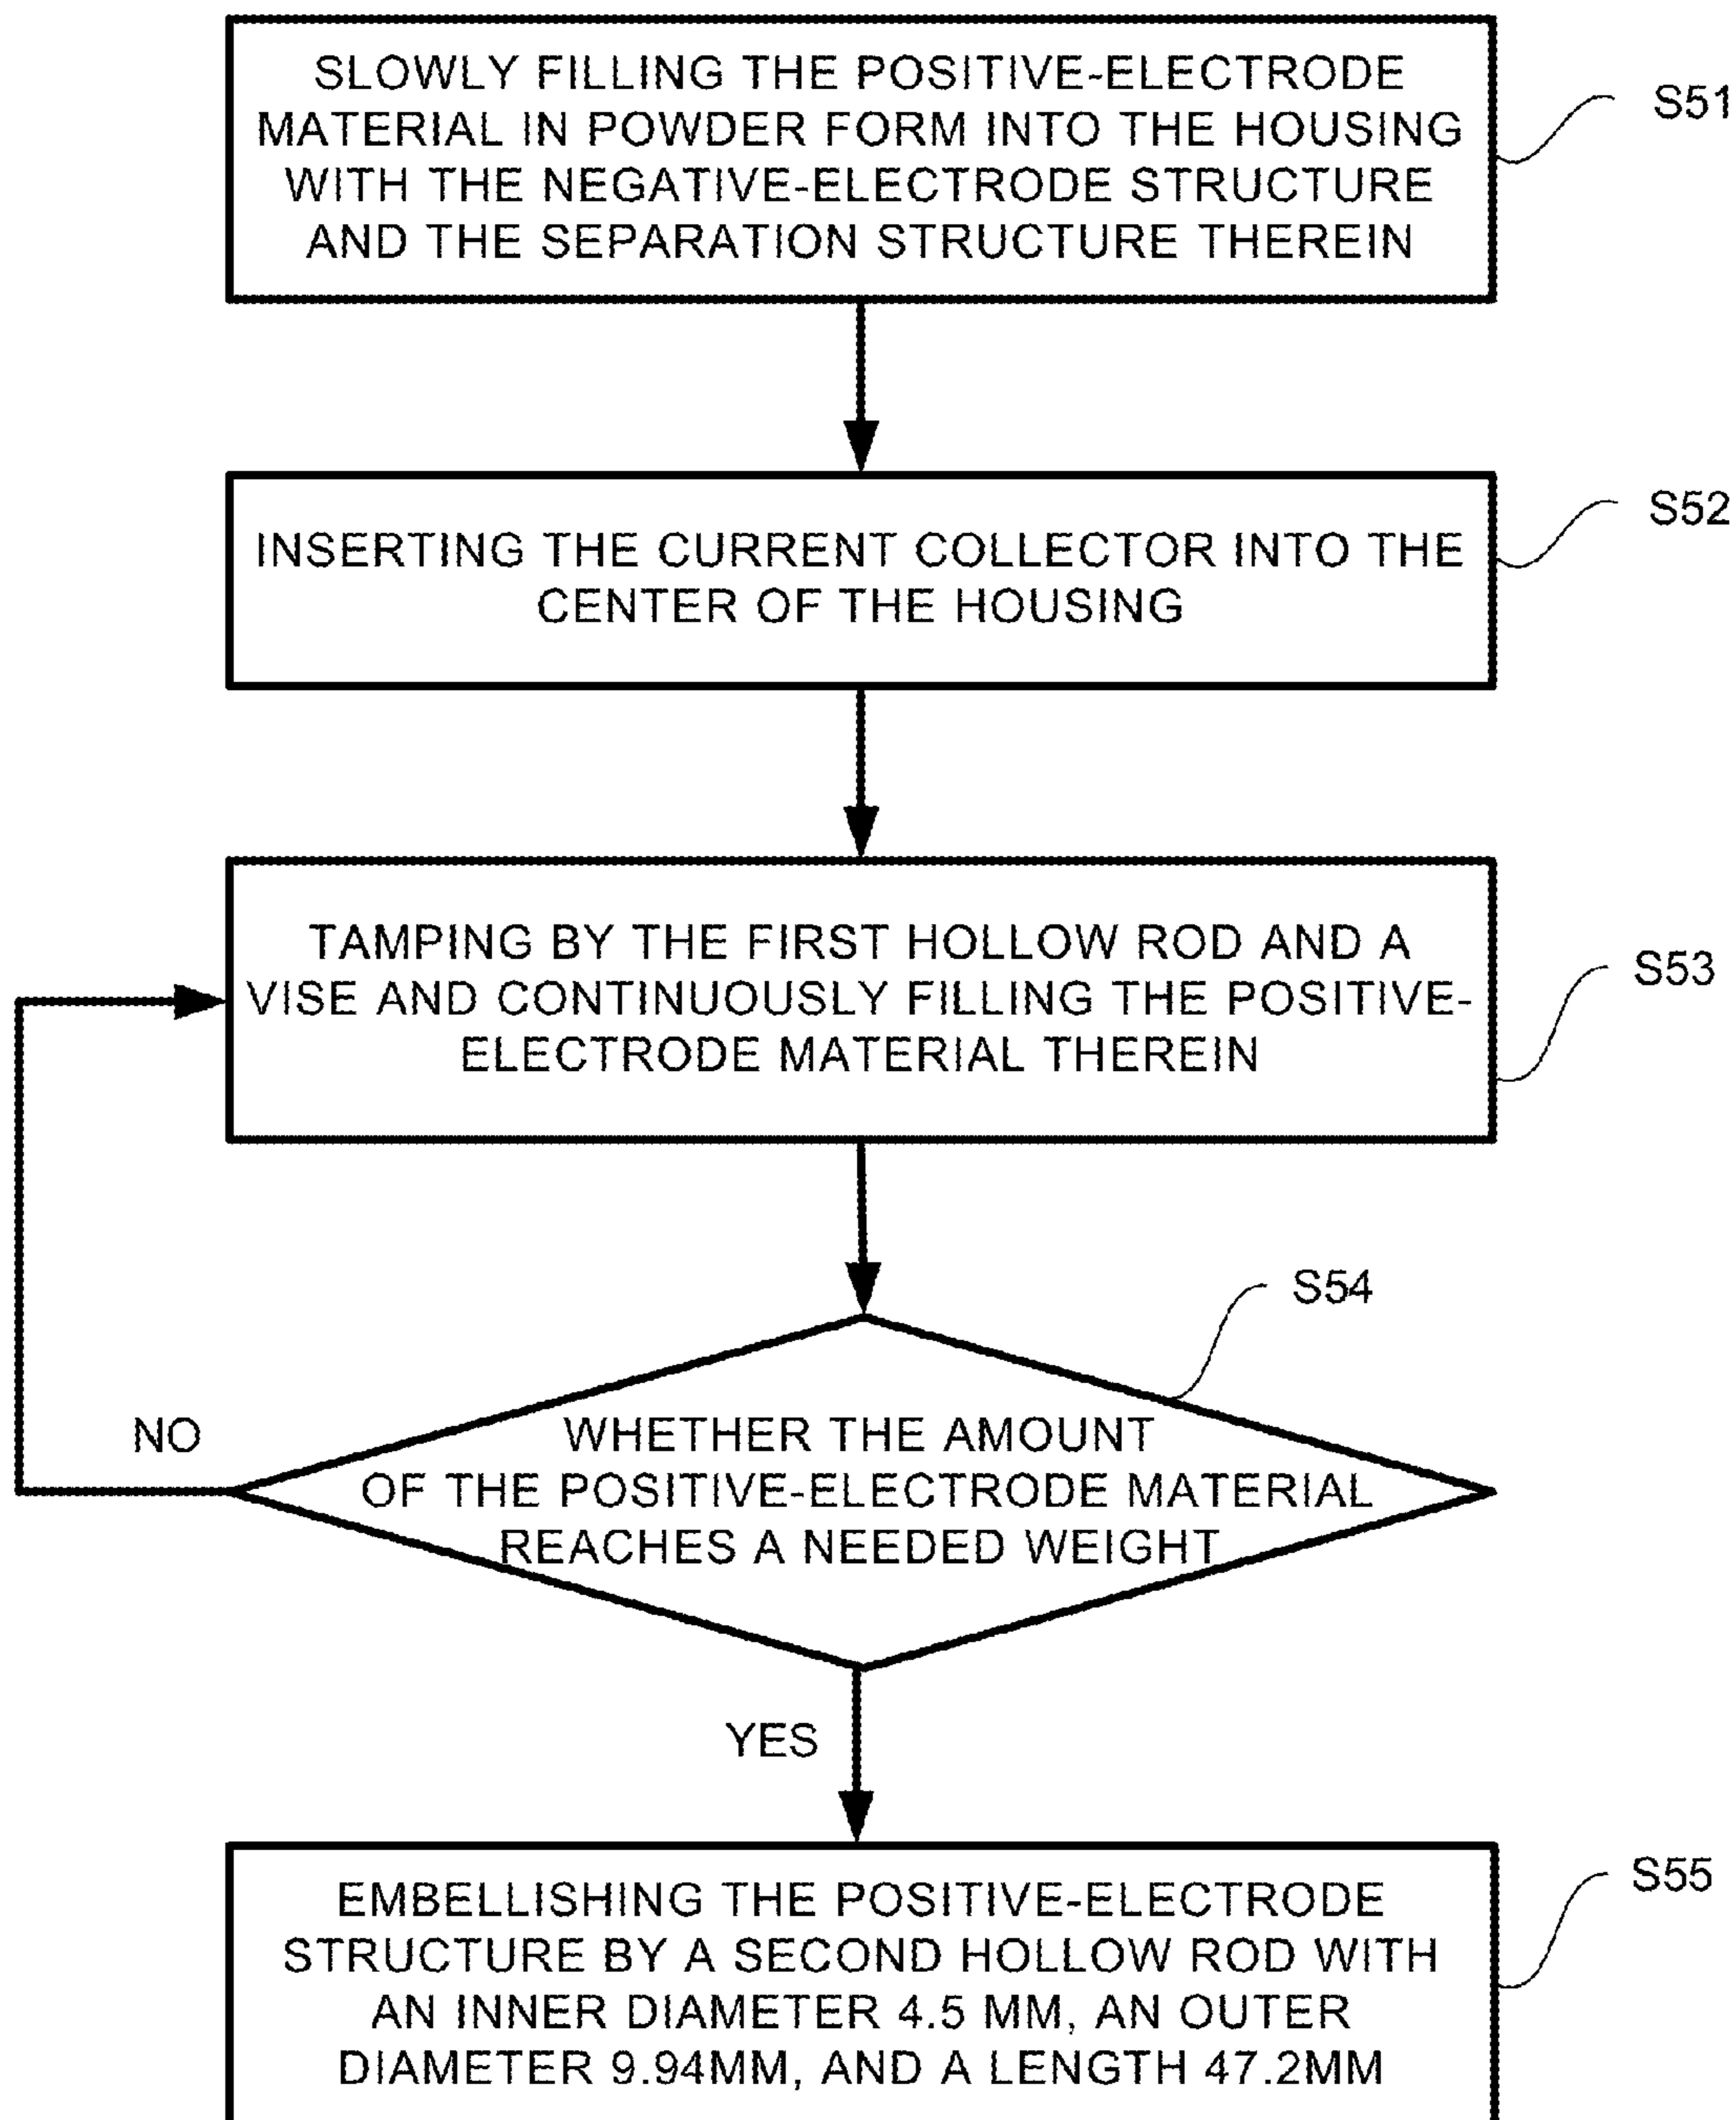 SLOWLY FILLING THE POSITIVE-ELECTRODE
MATERIAL IN POWDER FORM INTO THE HOUSING
WITH THE NEGATIVE-ELECTRODE STRUCTURE
AND THE SEPARATION STRUCTURE THEREIN
S51
INSERTING THE CURRENT COLLECTOR INTO THE
CENTER OF THE HOUSING
S52
TAMPING BY THE FIRST HOLLOW ROD AND A
VISE AND CONTINUOUSLY FILLING THE POSITIVE-
ELECTRODE MATERIAL THEREIN
S53
S54
WHETHER THE AMOUNT
OF THE POSITIVE-ELECTRODE MATERIAL
REACHES A NEEDED WEIGHT
NO
YES
EMBELLISHING THE POSITIVE-ELECTRODE
STRUCTURE BY A SECOND HOLLOW ROD WITH
AN INNER DIAMETER 4.5 MM, AN OUTER
DIAMETER 9.94MM, AND A LENGTH 47.2MM
S55